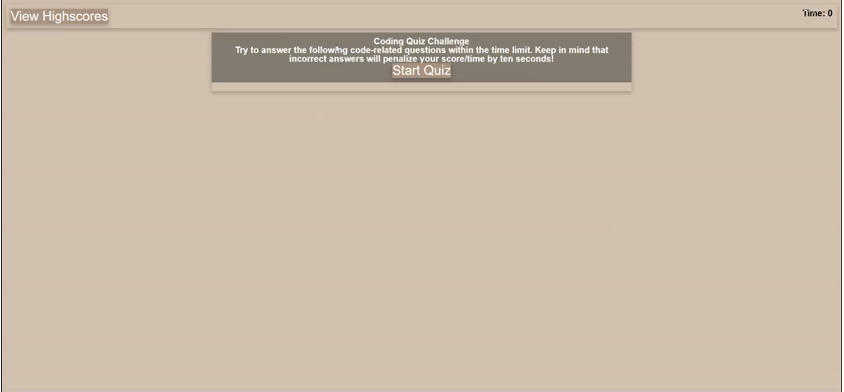 View Highscores
Time: 0
Coding Quiz Challenge
Try to answer the following code-related questions within the time limit. Keep in mind that
incorrect answers will penalize your score/time by ten seconds!
Start Quiz